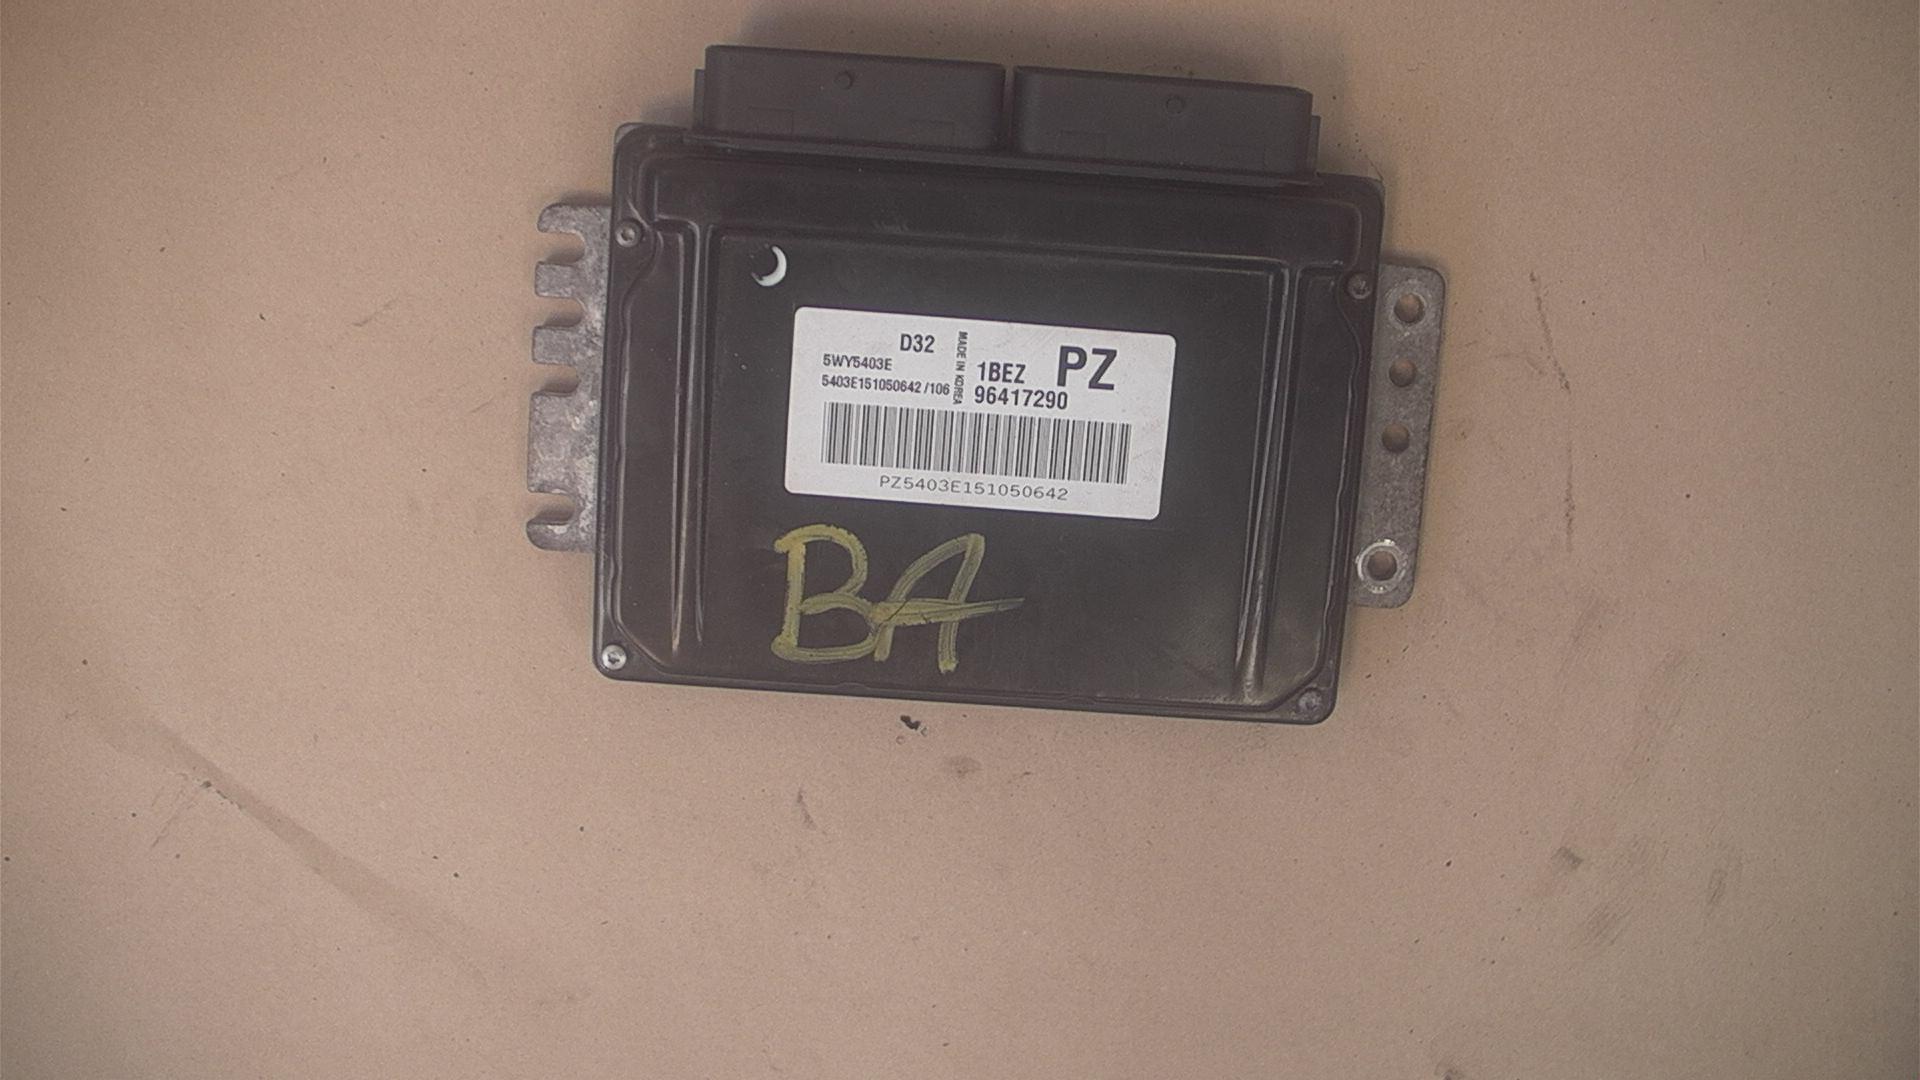 D32
5WY5403E
5403E151050642 /106
MADE IN KOREA
1BEZ
PZ
96417290
PZ5403E151050642
BA